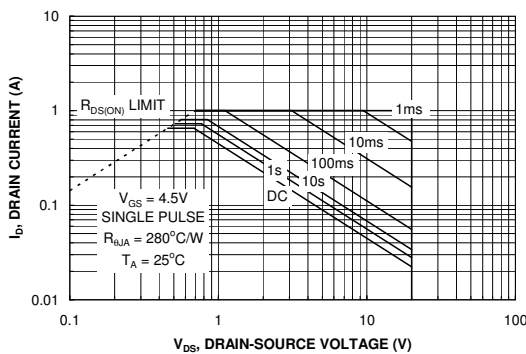 10
1
0.1
0.01
I_D, DRAIN CURRENT (A)
R_DS(ON) LIMIT
1ms
10ms
100ms
1s
10s
DC
V_GS = 4.5V
SINGLE PULSE
R_θJA = 280°C/W
T_A = 25°C
0.1
1
10
100
V_DS, DRAIN-SOURCE VOLTAGE (V)